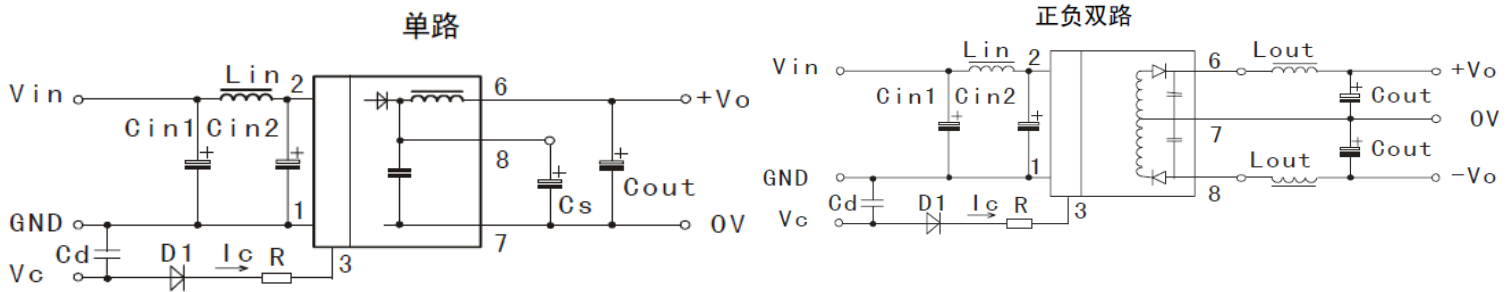 单路
Vin
Lin
2
6
+Vo
Cin1
Cin2
8
Cs
Cout
GND
1
7
0V
Cd
D1
Ic
R
3
Vc
正负双路
Vin
Lin
2
6
Lout
+Vo
Cin1
Cin2
Cout
7
0V
1
Lout
Cout
GND
8
-Vo
Cd
D1
Ic
R
3
Vc